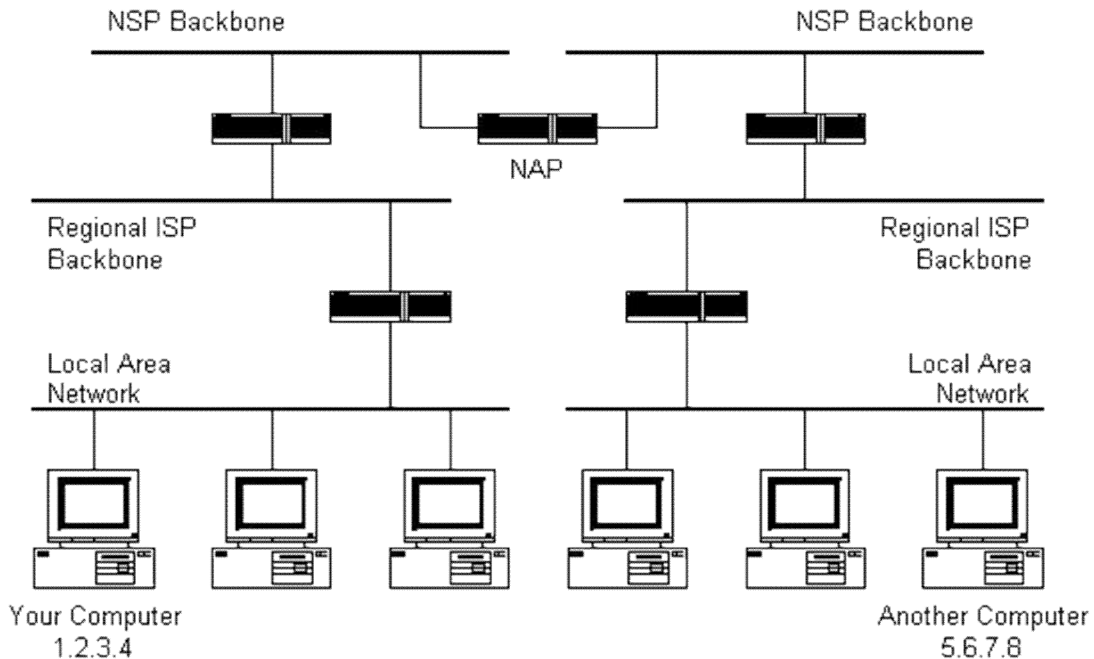 NSP Backbone
NSP Backbone
NAP
Regional ISP
Backbone
Regional ISP
Backbone
Local Area
Network
Local Area
Network
Your Computer
1.2.3.4
Another Computer
5.6.7.8